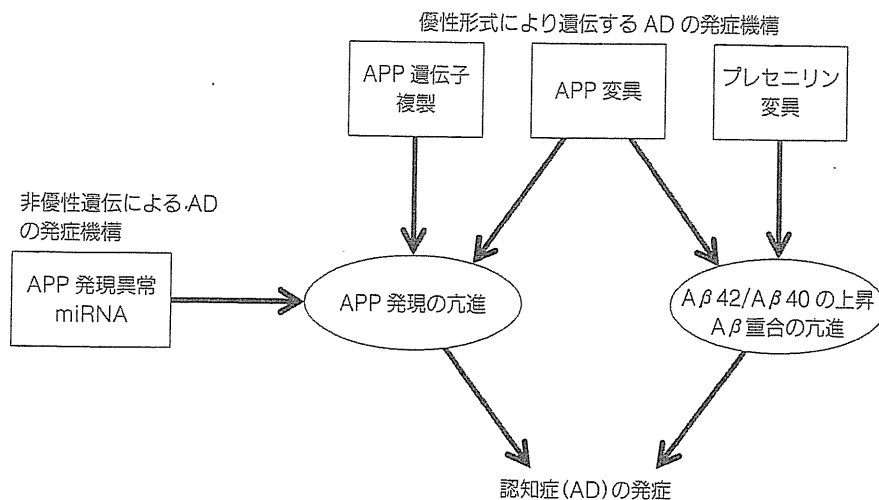 優性形式により遺伝する AD の発症機構
APP 遺伝子
複製
APP 変異
プレセニリン
変異
非優性遺伝による AD
の発症機構
APP 発現異常
miRNA
APP 発現の亢進
Aβ42/Aβ40 の上昇
Aβ重合の亢進
認知症(AD)の発症